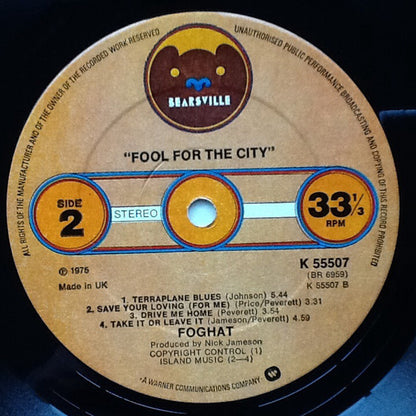 ALL RIGHTS OF THE MANUFACTURER AND OF THE OWNER OF THE RECORDED WORK RESERVED
UNAUTHORISED PUBLIC PERFORMANCE BROADCASTING AND COPYING OF THIS RECORD PROHIBITED
BEARSVILLE
"FOOL FOR THE CITY"
SIDE
2
STEREO
33 1/3
RPM
℗ 1975
Made in UK
K 55507
(BR 6959)
K 55507 B
1. TERRAPLANE BLUES (Johnson) 5.44
2. SAVE YOUR LOVING (FOR ME) (Price/Peverett) 3.31
3. DRIVE ME HOME (Peverett) 3.54
4. TAKE IT OR LEAVE IT (Jameson/Peverett) 4.59
FOGHAT
Produced by Nick Jameson
COPYRIGHT CONTROL (1)
ISLAND MUSIC (2–4)
A WARNER COMMUNICATIONS COMPANY